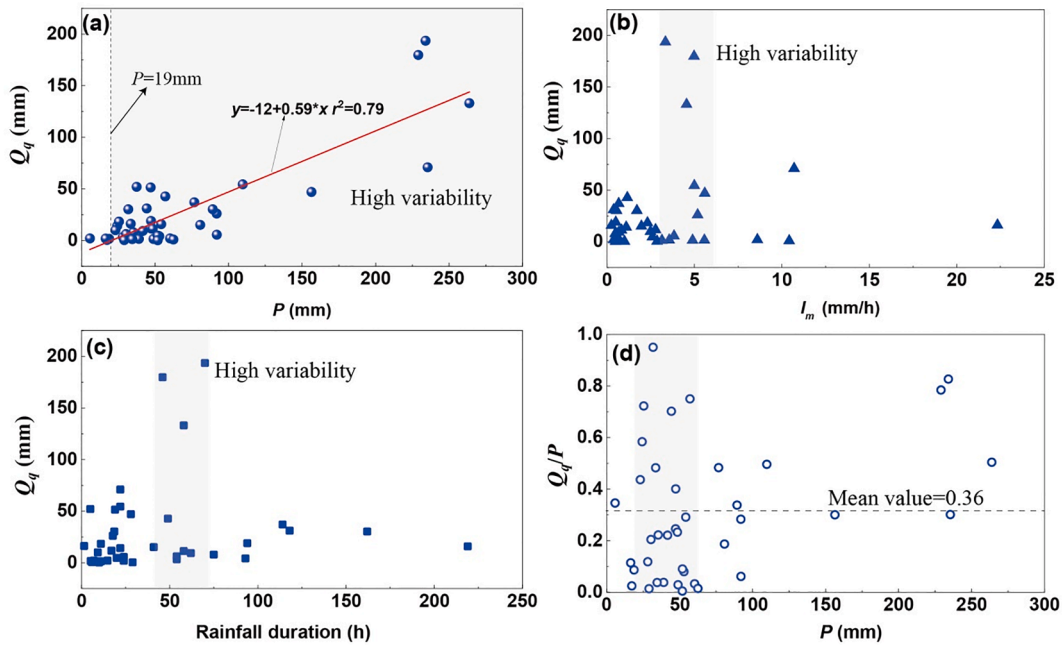 (a)
200
150
100
50
0
Qq (mm)
P=19mm
y=-12+0.59*x r²=0.79
High variability
0 50 100 150 200 250 300
P (mm)
(b)
200
150
100
50
0
Qq (mm)
High variability
0 5 10 15 20 25
Im (mm/h)
(c)
200
150
100
50
0
Qq (mm)
High variability
0 50 100 150 200 250
Rainfall duration (h)
(d)
1.0
0.8
0.6
0.4
0.2
0.0
Qq/P
Mean value=0.36
0 50 100 150 200 250 300
P (mm)